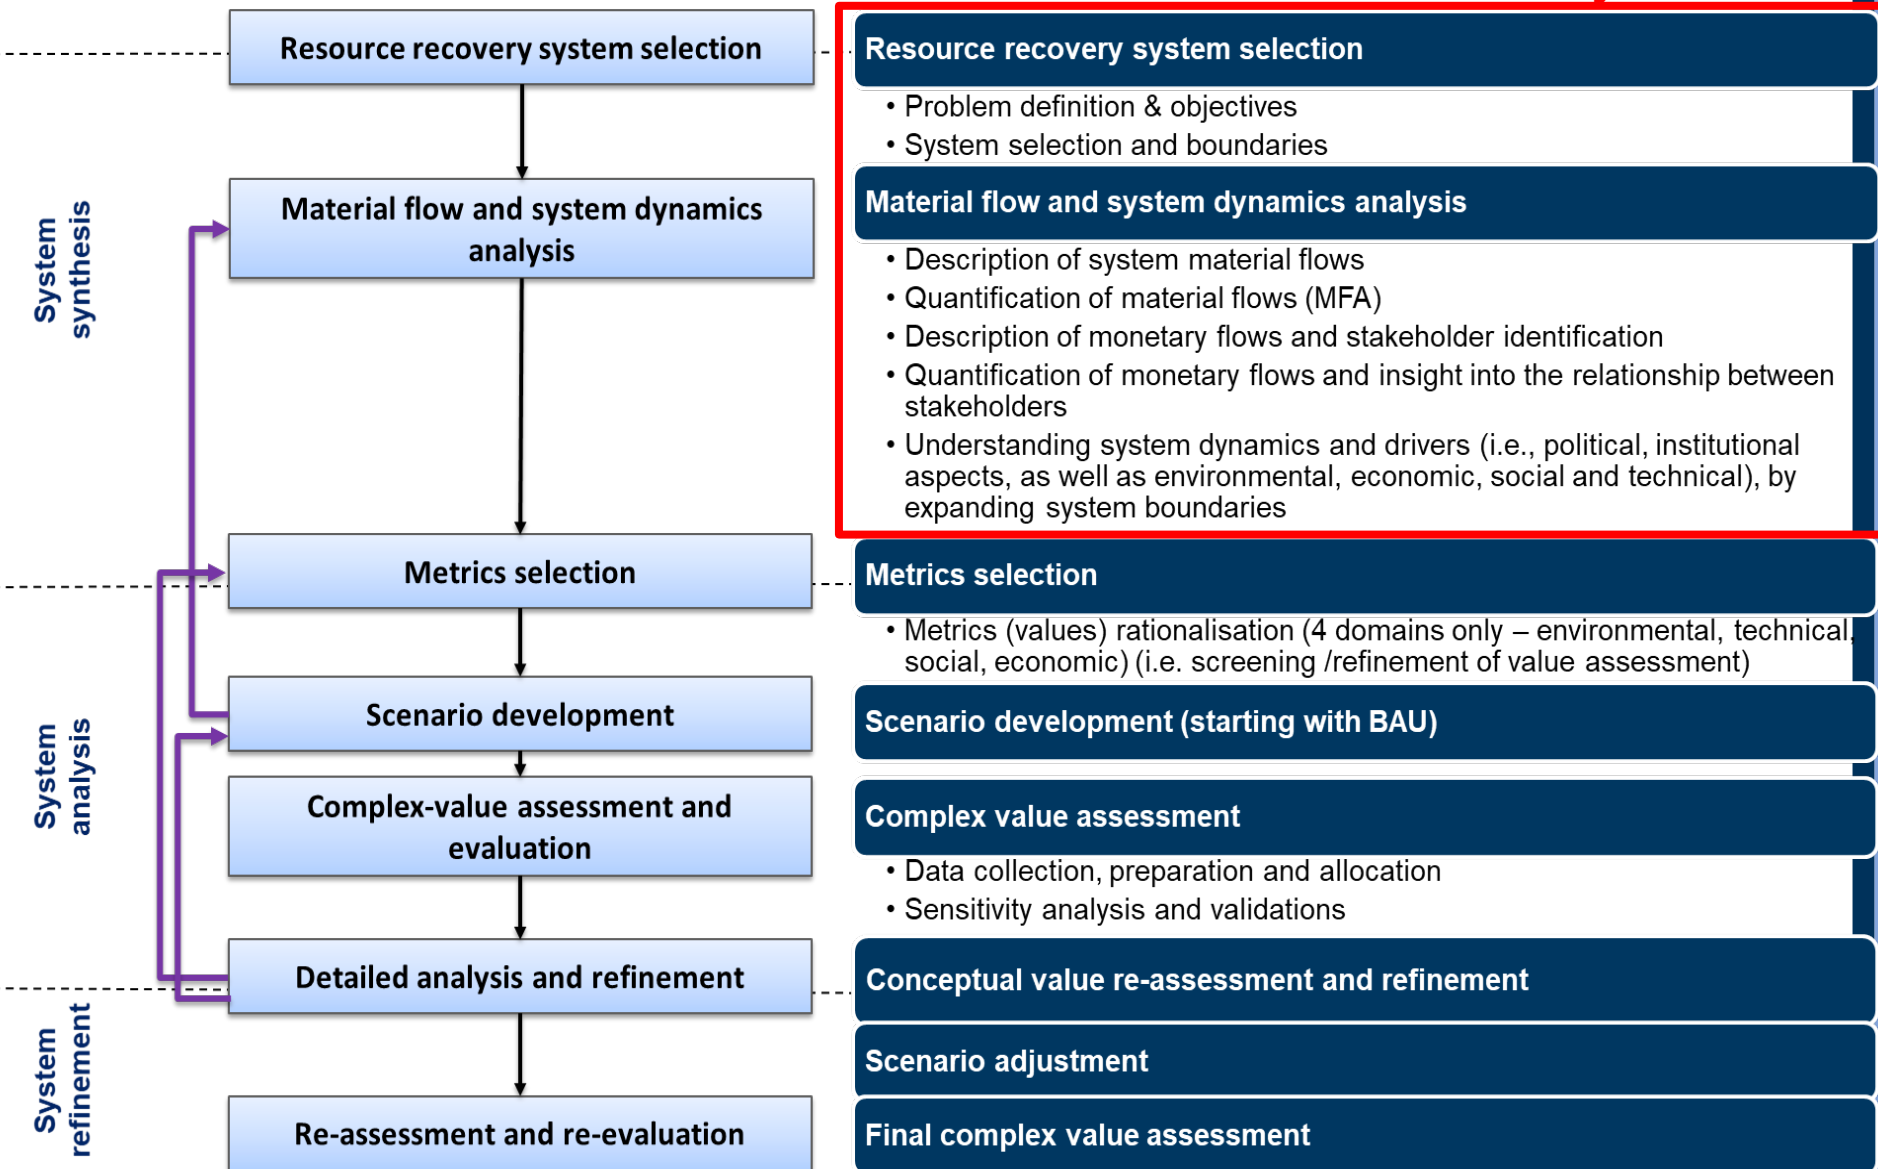 Resource recovery system selection
Material flow and system dynamics
analysis
Metrics selection
Scenario development
Complex-value assessment and
evaluation
Detailed analysis and refinement
Re-assessment and re-evaluation
System
synthesis
System
analysis
System
refinement
Resource recovery system selection
• Problem definition & objectives
• System selection and boundaries
Material flow and system dynamics analysis
• Description of system material flows
• Quantification of material flows (MFA)
• Description of monetary flows and stakeholder identification
• Quantification of monetary flows and insight into the relationship between
stakeholders
• Understanding system dynamics and drivers (i.e., political, institutional
aspects, as well as environmental, economic, social and technical), by
expanding system boundaries
Metrics selection
• Metrics (values) rationalisation (4 domains only – environmental, technical,
social, economic) (i.e. screening /refinement of value assessment)
Scenario development (starting with BAU)
Complex value assessment
• Data collection, preparation and allocation
• Sensitivity analysis and validations
Conceptual value re-assessment and refinement
Scenario adjustment
Final complex value assessment